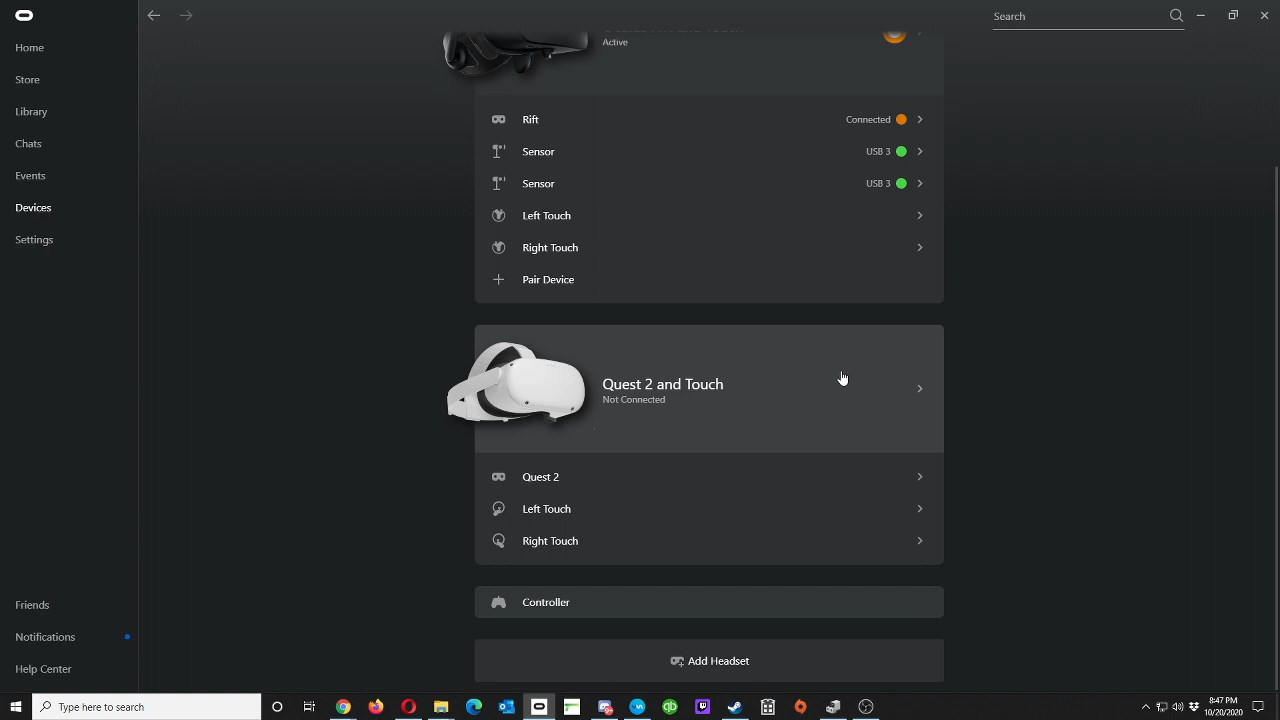 Search
Home
Store
Library
Chats
Events
Devices
Settings
Friends
Notifications
Help Center
Active
Rift
Connected
Sensor
USB 3
Sensor
USB 3
Left Touch
Right Touch
Pair Device
Quest 2 and Touch
Not Connected
Quest 2
Left Touch
Right Touch
Controller
Add Headset
Type here to search
8:47 PM
10/20/2020